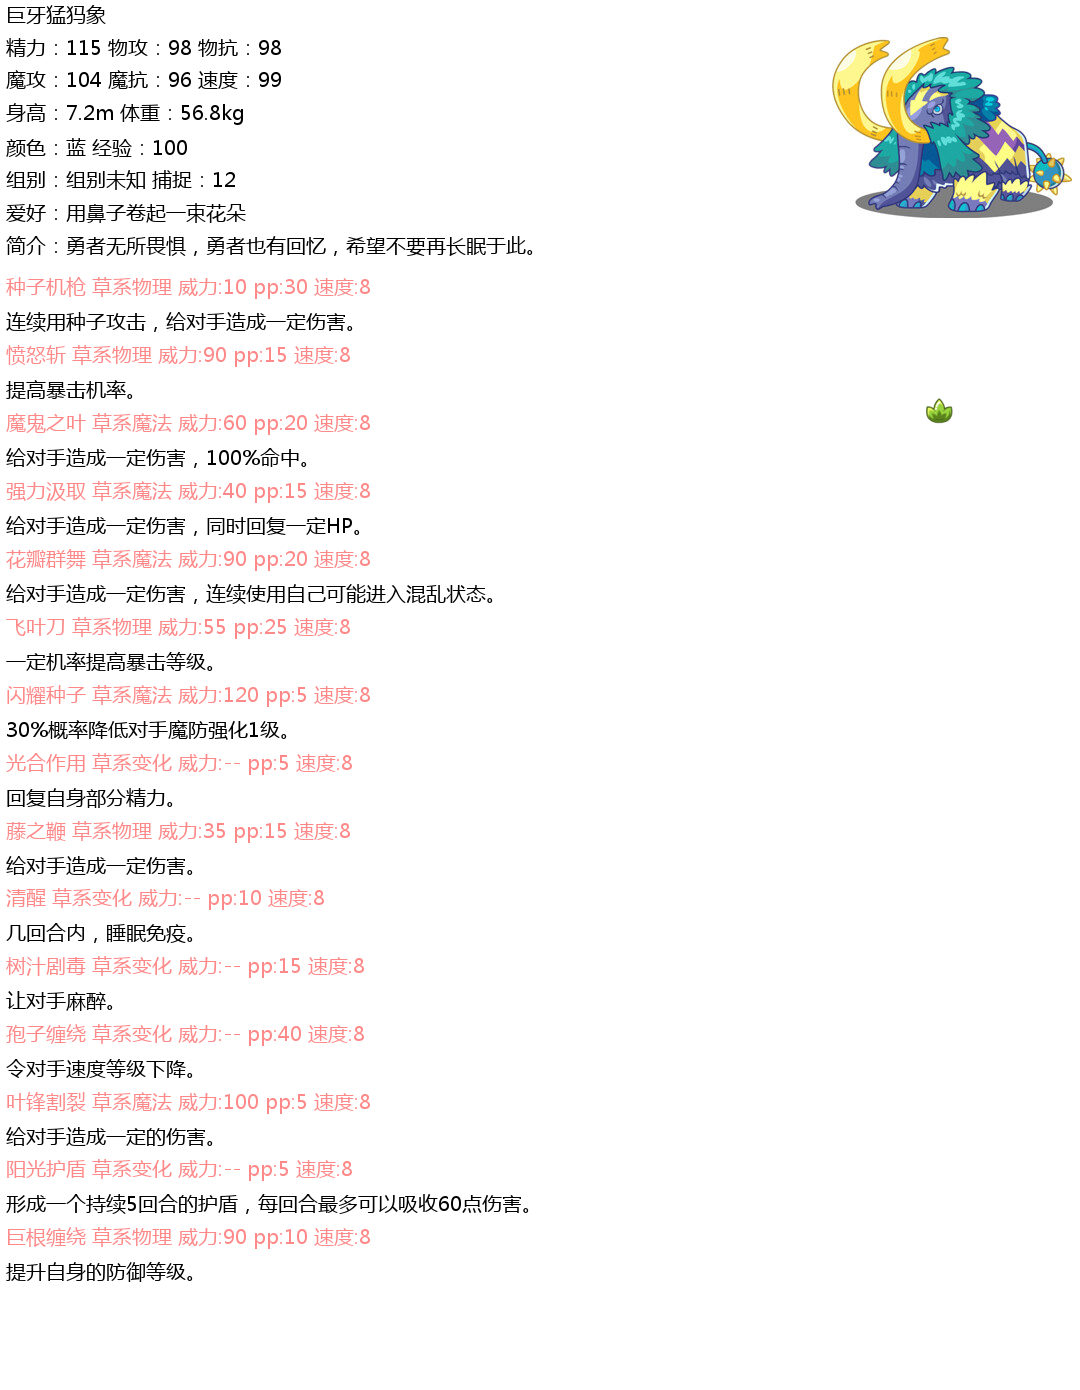 巨牙猛犸象
精力：115 物攻：98 物抗：98
魔攻：104 魔抗：96 速度：99
身高：7.2m 体重：56.8kg
颜色：蓝 经验：100
组别：组别未知 捕捉：12
爱好：用鼻子卷起一束花朵
简介：勇者无所畏惧，勇者也有回忆，希望不要再长眠于此。
种子机枪 草系物理 威力:10 pp:30 速度:8
连续用种子攻击，给对手造成一定伤害。
愤怒斩 草系物理 威力:90 pp:15 速度:8
提高暴击机率。
魔鬼之叶 草系魔法 威力:60 pp:20 速度:8
给对手造成一定伤害，100%命中。
强力汲取 草系魔法 威力:40 pp:15 速度:8
给对手造成一定伤害，同时回复一定HP。
花瓣群舞 草系魔法 威力:90 pp:20 速度:8
给对手造成一定伤害，连续使用自己可能进入混乱状态。
飞叶刀 草系物理 威力:55 pp:25 速度:8
一定机率提高暴击等级。
闪耀种子 草系魔法 威力:120 pp:5 速度:8
30%概率降低对手魔防强化1级。
光合作用 草系变化 威力:-- pp:5 速度:8
回复自身部分精力。
藤之鞭 草系物理 威力:35 pp:15 速度:8
给对手造成一定伤害。
清醒 草系变化 威力:-- pp:10 速度:8
几回合内，睡眠免疫。
树汁剧毒 草系变化 威力:-- pp:15 速度:8
让对手麻醉。
孢子缠绕 草系变化 威力:-- pp:40 速度:8
令对手速度等级下降。
叶锋割裂 草系魔法 威力:100 pp:5 速度:8
给对手造成一定的伤害。
阳光护盾 草系变化 威力:-- pp:5 速度:8
形成一个持续5回合的护盾，每回合最多可以吸收60点伤害。
巨根缠绕 草系物理 威力:90 pp:10 速度:8
提升自身的防御等级。